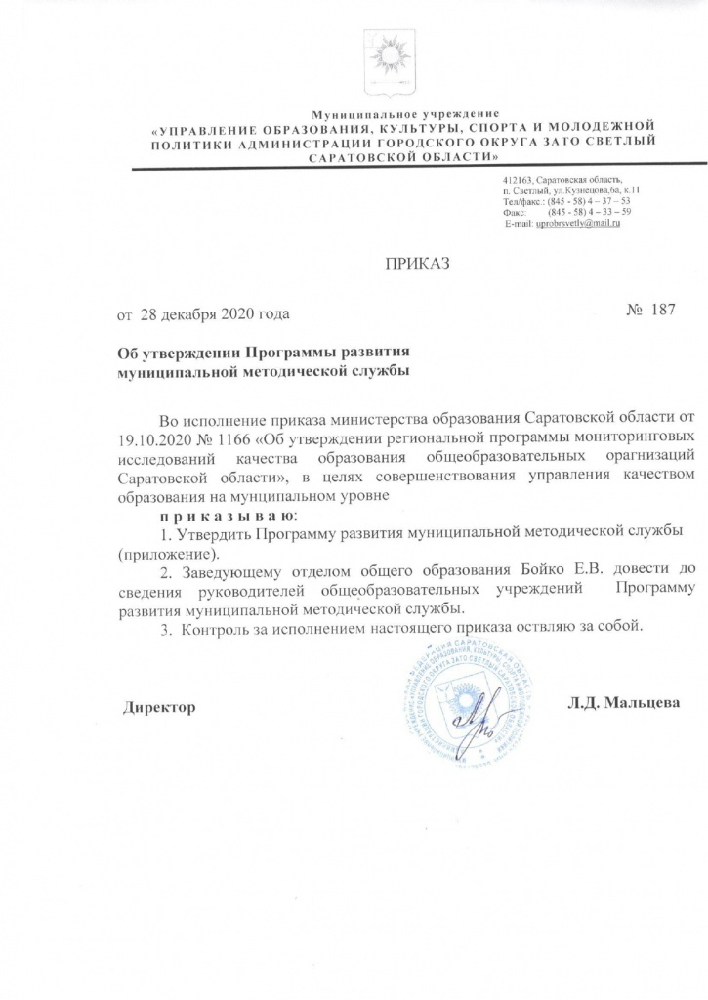 Муниципальное учреждение
«УПРАВЛЕНИЕ ОБРАЗОВАНИЯ, КУЛЬТУРЫ, СПОРТА И МОЛОДЕЖНОЙ
ПОЛИТИКИ АДМИНИСТРАЦИИ ГОРОДСКОГО ОКРУГА ЗАТО СВЕТЛЫЙ
САРАТОВСКОЙ ОБЛАСТИ»
412163, Саратовская область,
п. Светлый, ул.Кузнецова,6а, к.11
Тел/факс.: (845 - 58) 4 – 37 – 53
Факс: (845 - 58) 4 – 33 – 59
E-mail: uprobrsvetly@mail.ru
ПРИКАЗ
от 28 декабря 2020 года № 187
Об утверждении Программы развития
муниципальной методической службы
Во исполнение приказа министерства образования Саратовской области от
19.10.2020 № 1166 «Об утверждении региональной программы мониторинговых
исследований качества образования общеобразовательных орагнизаций
Саратовской области», в целях совершенствования управления качеством
образования на мунципальном уровне
п р и к а з ы в а ю:
1. Утвердить Программу развития муниципальной методической службы
(приложение).
2. Заведующему отделом общего образования Бойко Е.В. довести до
сведения руководителей общеобразовательных учреждений Программу
развития муниципальной методической службы.
3. Контроль за исполнением настоящего приказа оствляю за собой.
Директор Л.Д. Мальцева